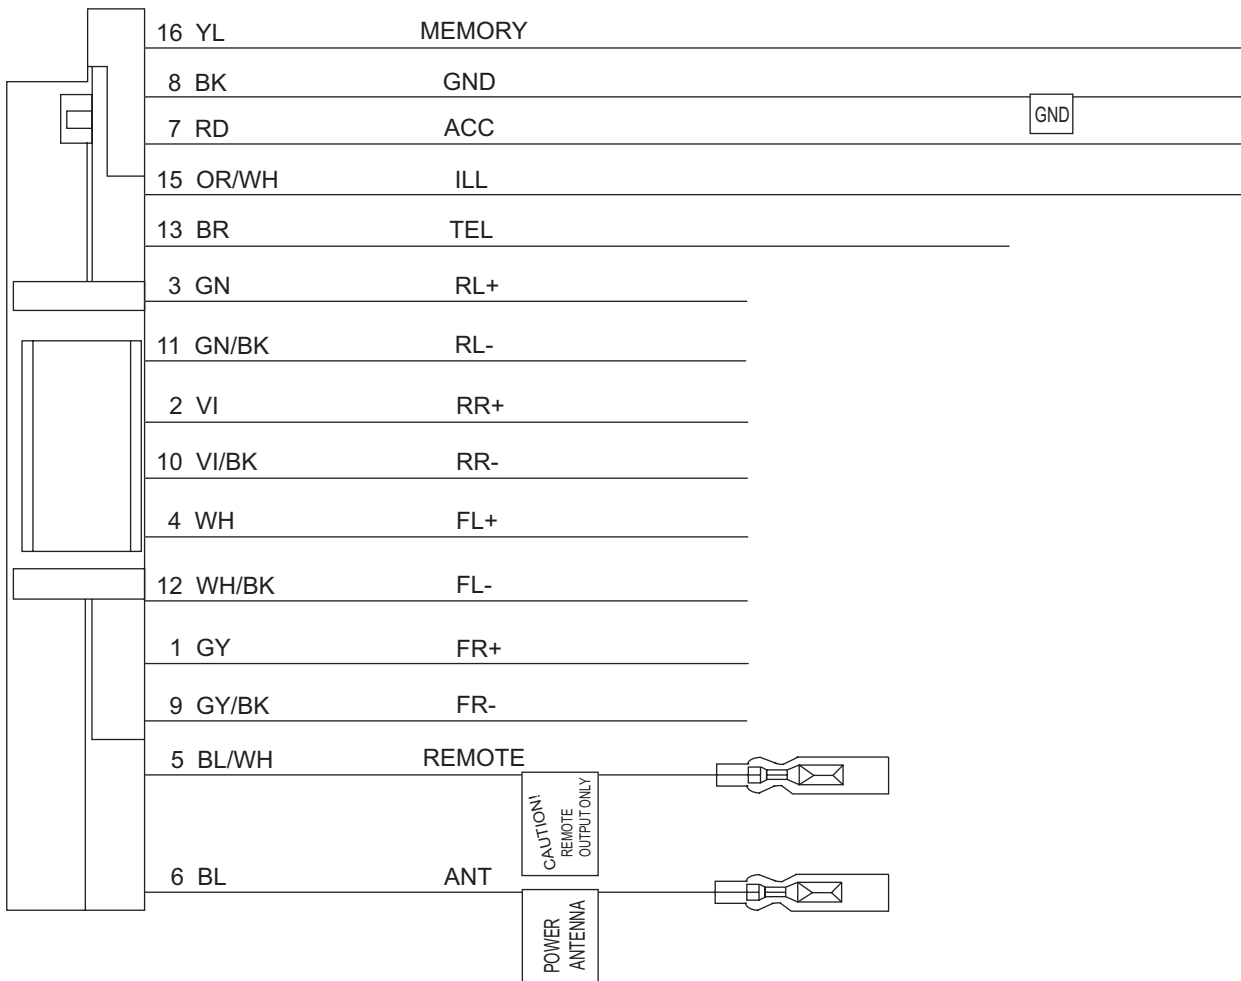 16 YL MEMORY
8 BK GND
GND
7 RD ACC
15 OR/WH ILL
13 BR TEL
3 GN RL+
11 GN/BK RL-
2 VI RR+
10 VI/BK RR-
4 WH FL+
12 WH/BK FL-
1 GY FR+
9 GY/BK FR-
5 BL/WH REMOTE
CAUTION!
REMOTE
OUTPUT ONLY
6 BL ANT
POWER
ANTENNA